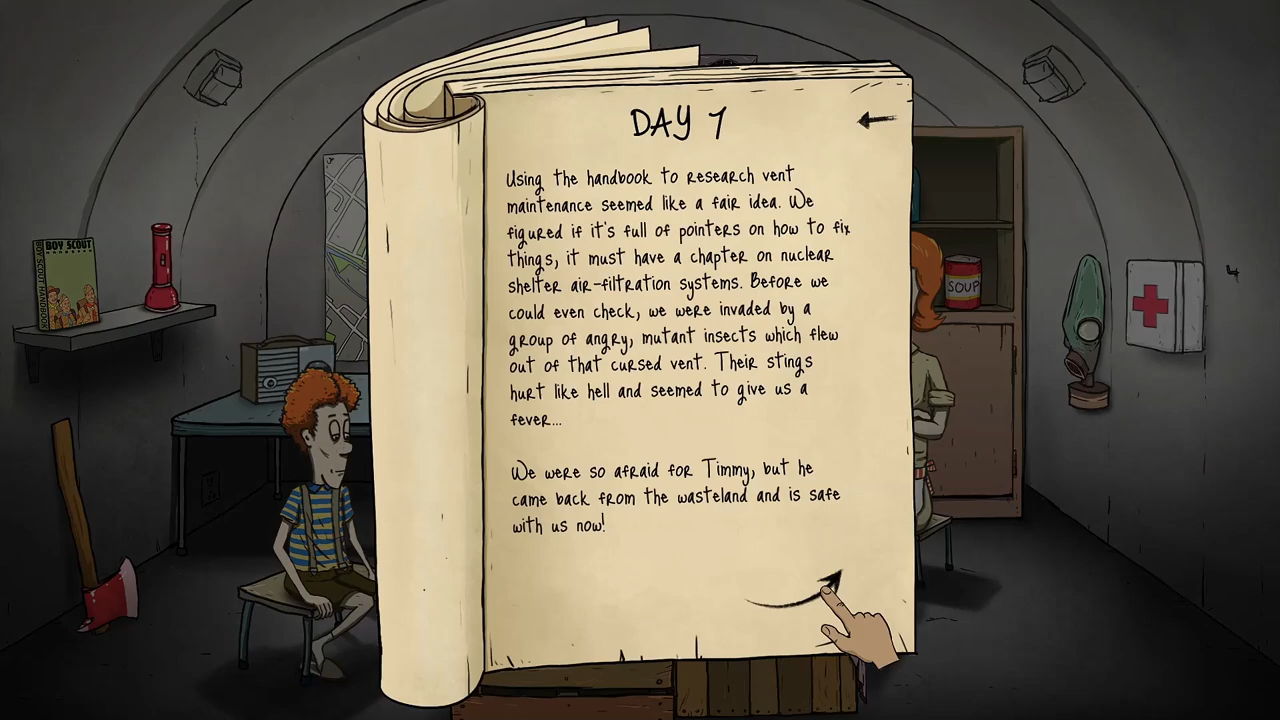 DAY 7
Using the handbook to research vent
maintenance seemed like a fair idea. We
figured if it's full of pointers on how to fix
things, it must have a chapter on nuclear
shelter air-filtration systems. Before we
could even check, we were invaded by a
group of angry, mutant insects which flew
out of that cursed vent. Their stings
hurt like hell and seemed to give us a
fever...
We were so afraid for Timmy, but he
came back from the wasteland and is safe
with us now!
BOY SCOUT
BOY SCOUT HANDBOOK
SOUP